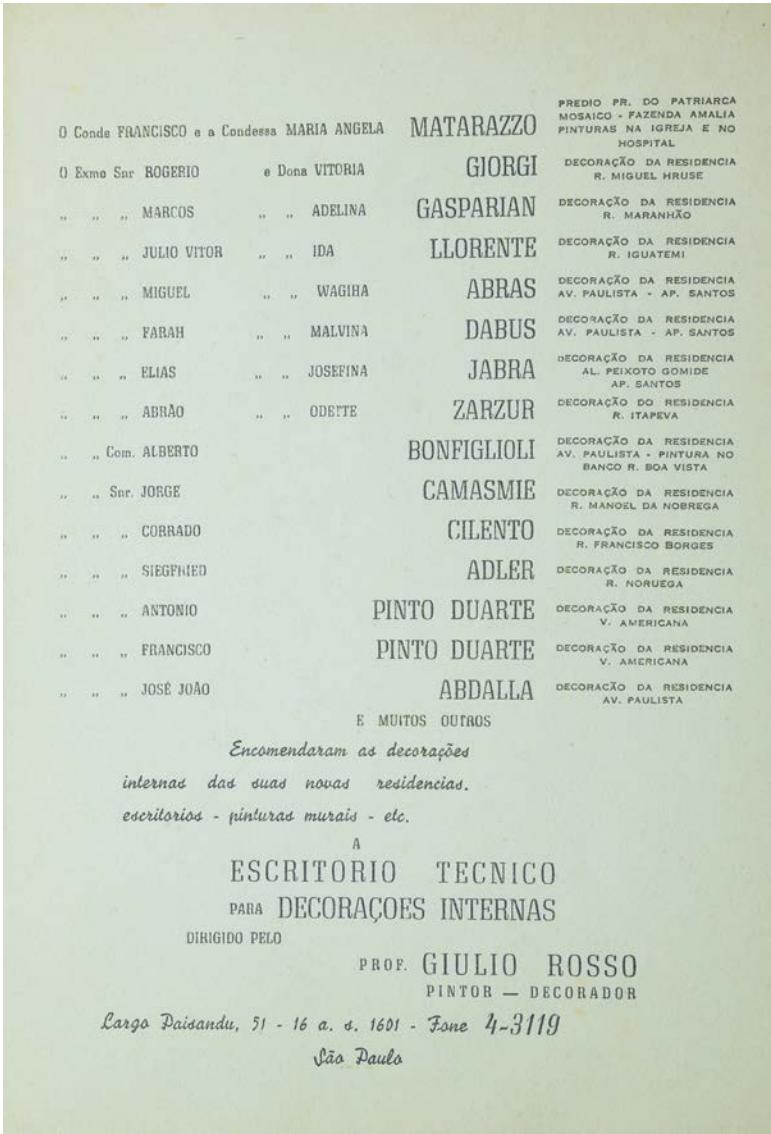 O Conde FRANCISCO e a Condessa MARIA ANGELA MATARAZZO PREDIO PR. DO PATRIARCA
MOSAICO - FAZENDA AMALIA
PINTURAS NA IGREJA E NO
HOSPITAL
O Exmo Snr ROGERIO e Dona VITORIA GIORGI DECORAÇÃO DA RESIDENCIA
R. MIGUEL HRUSE
„ „ „ MARCOS „ „ ADELINA GASPARIAN DECORAÇÃO DA RESIDENCIA
R. MARANHÃO
„ „ „ JULIO VITOR „ „ IDA LLORENTE DECORAÇÃO DA RESIDENCIA
R. IGUATEMI
„ „ „ MIGUEL „ „ WAGIHA ABRAS DECORAÇÃO DA RESIDENCIA
AV. PAULISTA - AP. SANTOS
„ „ „ FARAH „ „ MALVINA DABUS DECORAÇÃO DA RESIDENCIA
AV. PAULISTA - AP. SANTOS
„ „ „ ELIAS „ „ JOSEFINA JABRA DECORAÇÃO DA RESIDENCIA
AL. PEIXOTO GOMIDE
AP. SANTOS
„ „ „ ABRÃO „ „ ODETTE ZARZUR DECORAÇÃO DO RESIDENCIA
R. ITAPEVA
„ „ Com. ALBERTO BONFIGLIOLI DECORAÇÃO DA RESIDENCIA
AV. PAULISTA - PINTURA NO
BANCO R. BOA VISTA
„ „ Snr. JORGE CAMASMIE DECORAÇÃO DA RESIDENCIA
R. MANOEL DA NOBREGA
„ „ „ CORRADO CILENTO DECORAÇÃO DA RESIDENCIA
R. FRANCISCO BORGES
„ „ „ SIEGFRIED ADLER DECORAÇÃO DA RESIDENCIA
R. NORUEGA
„ „ „ ANTONIO PINTO DUARTE DECORAÇÃO DA RESIDENCIA
V. AMERICANA
„ „ „ FRANCISCO PINTO DUARTE DECORAÇÃO DA RESIDENCIA
V. AMERICANA
„ „ „ JOSÉ JOÃO ABDALLA DECORACÃO DA RESIDENCIA
AV. PAULISTA
E MUITOS OUTROS
Encomendaram as decorações
internas das suas novas residencias.
escritorios - pinturas murais - etc.
A
ESCRITORIO TECNICO
PARA DECORAÇOES INTERNAS
DIRIGIDO PELO
PROF. GIULIO ROSSO
PINTOR — DECORADOR
Largo Paisandu, 51 - 16 a. s. 1601 - Fone 4-3119
São Paulo